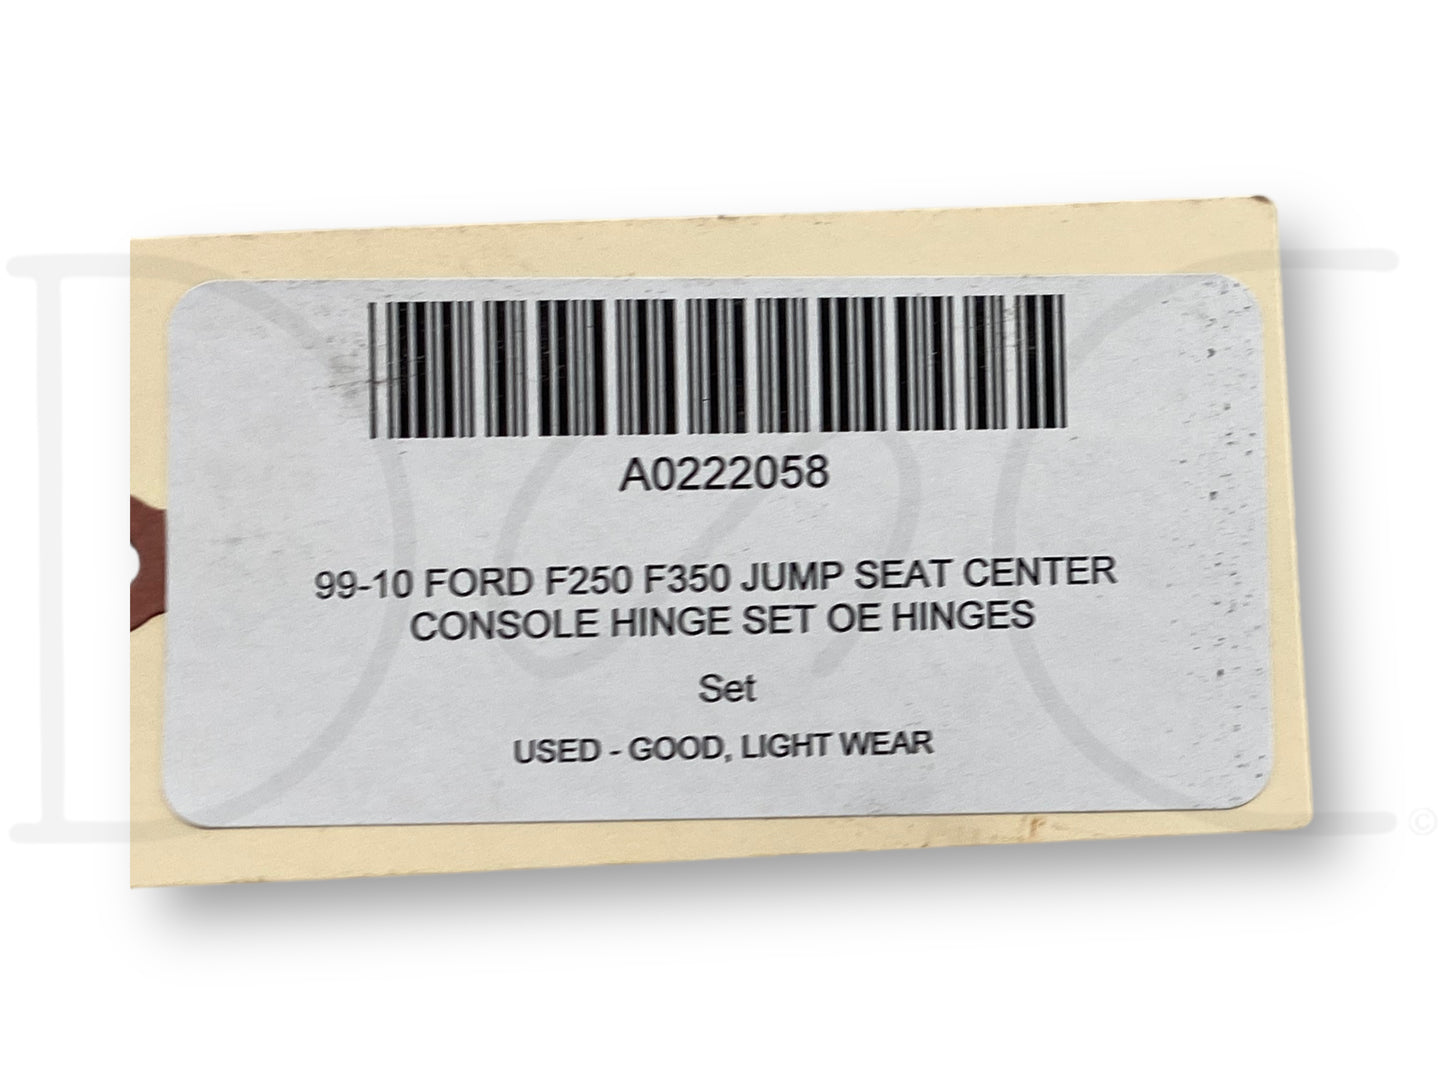 A0222058
99-10 FORD F250 F350 JUMP SEAT CENTER
CONSOLE HINGE SET OE HINGES
Set
USED - GOOD, LIGHT WEAR
©